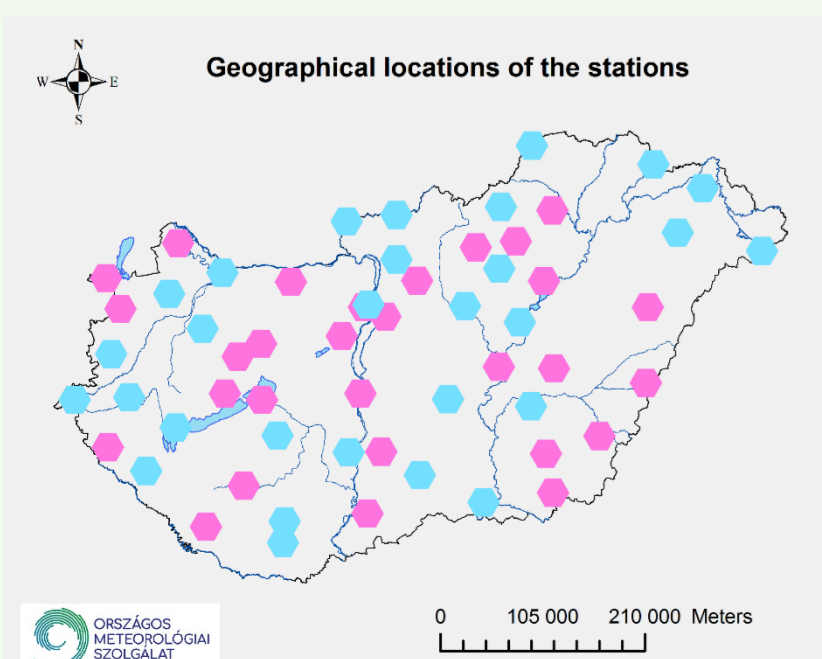 N
W E
S
Geographical locations of the stations
0 105 000 210 000 Meters
ORSZÁGOS
METEOROLÓGIAI
SZOLGÁLAT